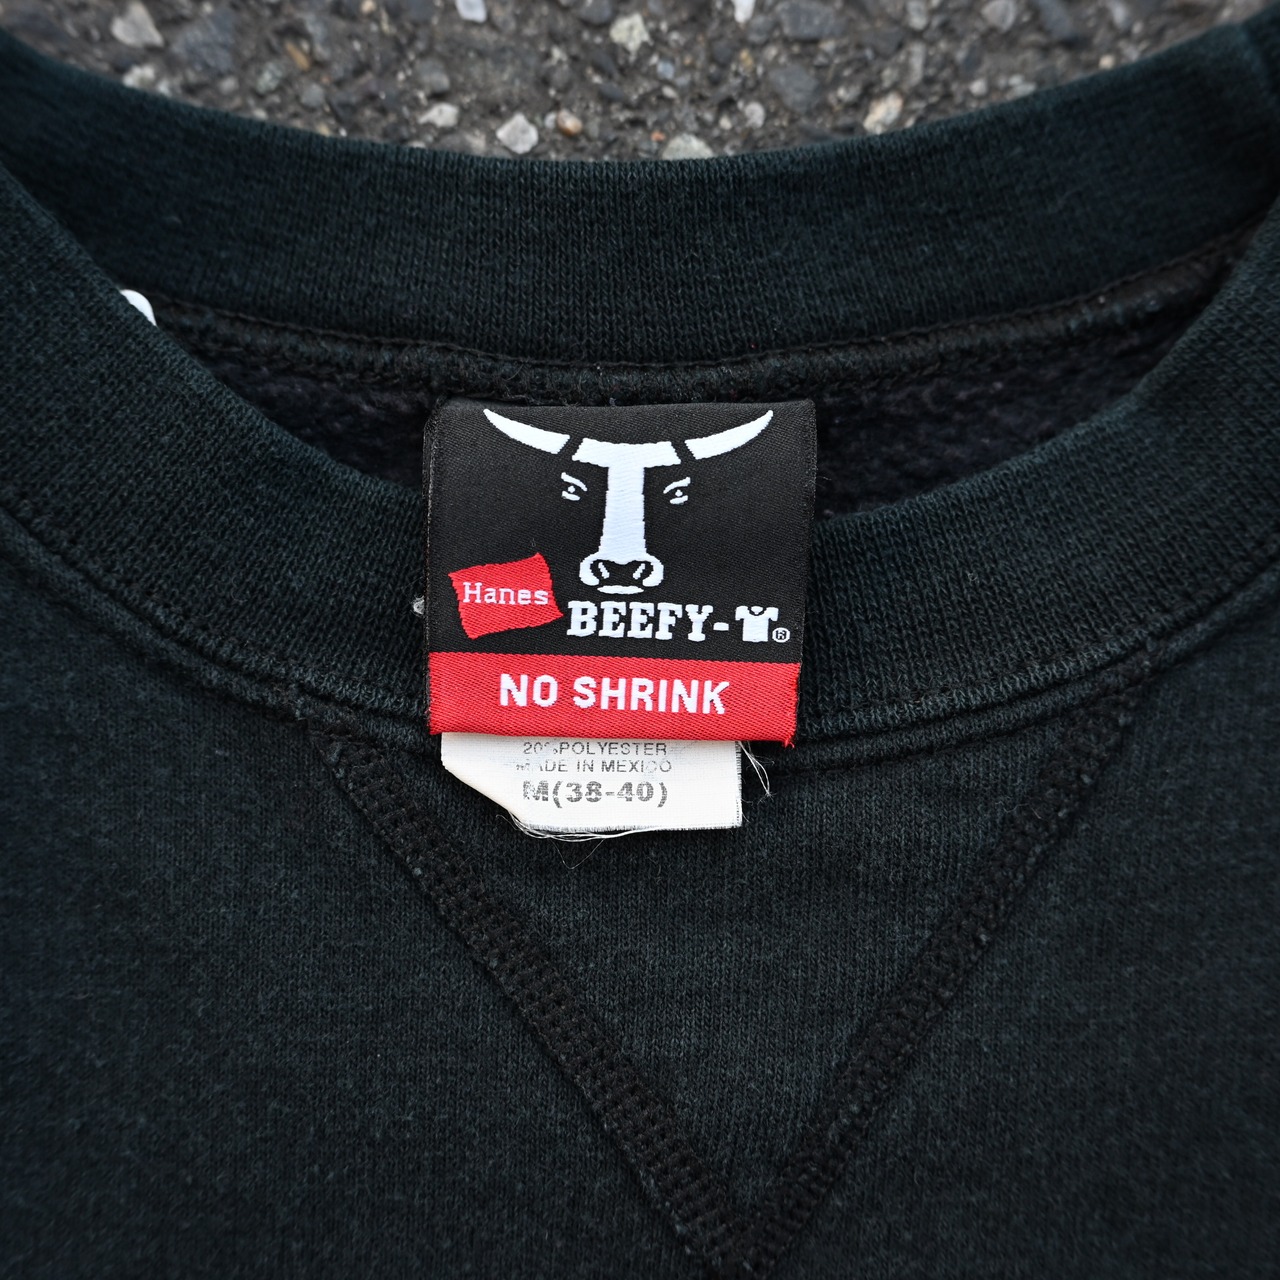 Hanes
BEEFY-
®
NO SHRINK
20% POLYESTER
MADE IN MEXICO
M(38-40)